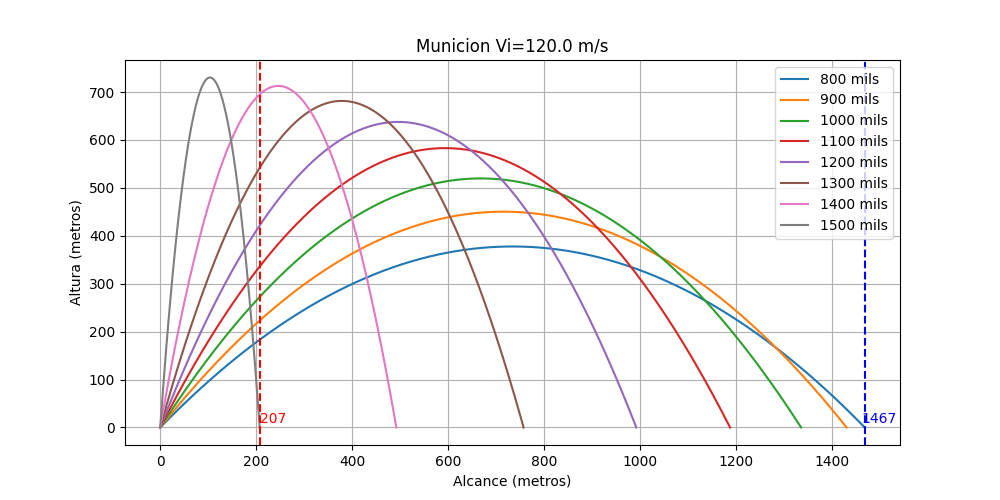 Municion Vi=120.0 m/s
Altura (metros)
700
600
500
400
300
200
100
0
800 mils
900 mils
1000 mils
1100 mils
1200 mils
1300 mils
1400 mils
1500 mils
207
1467
0
200
400
600
800
1000
1200
1400
Alcance (metros)